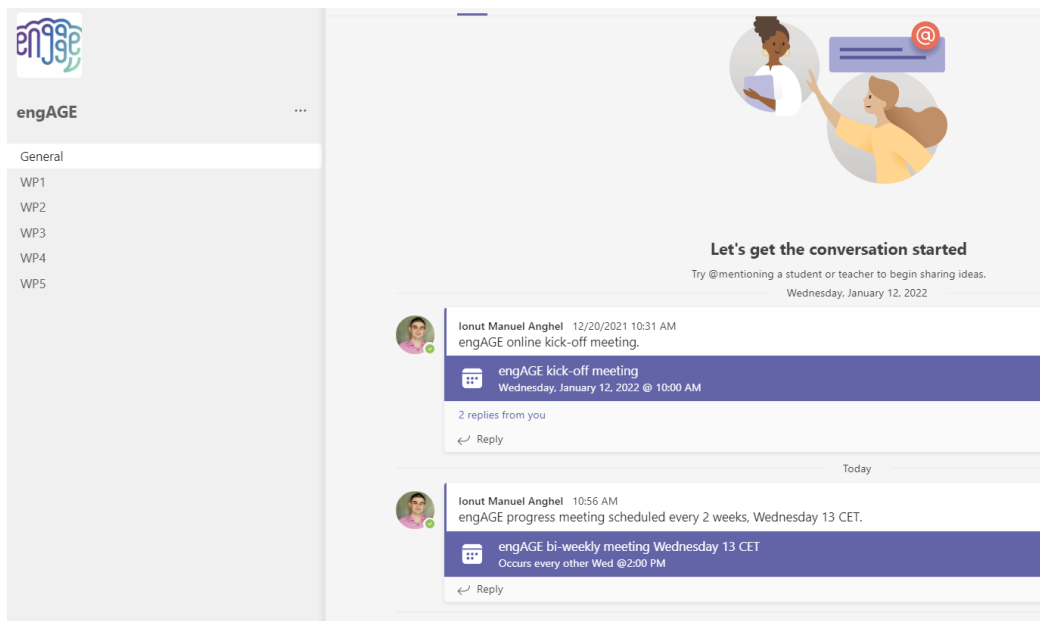 engage
engAGE
...
General
WP1
WP2
WP3
WP4
WP5
@
Let's get the conversation started
Try @mentioning a student or teacher to begin sharing ideas.
Wednesday, January 12, 2022
Ionut Manuel Anghel 12/20/2021 10:31 AM
engAGE online kick-off meeting.
engAGE kick-off meeting
Wednesday, January 12, 2022 @ 10:00 AM
2 replies from you
Reply
Today
Ionut Manuel Anghel 10:56 AM
engAGE progress meeting scheduled every 2 weeks, Wednesday 13 CET.
engAGE bi-weekly meeting Wednesday 13 CET
Occurs every other Wed @2:00 PM
Reply